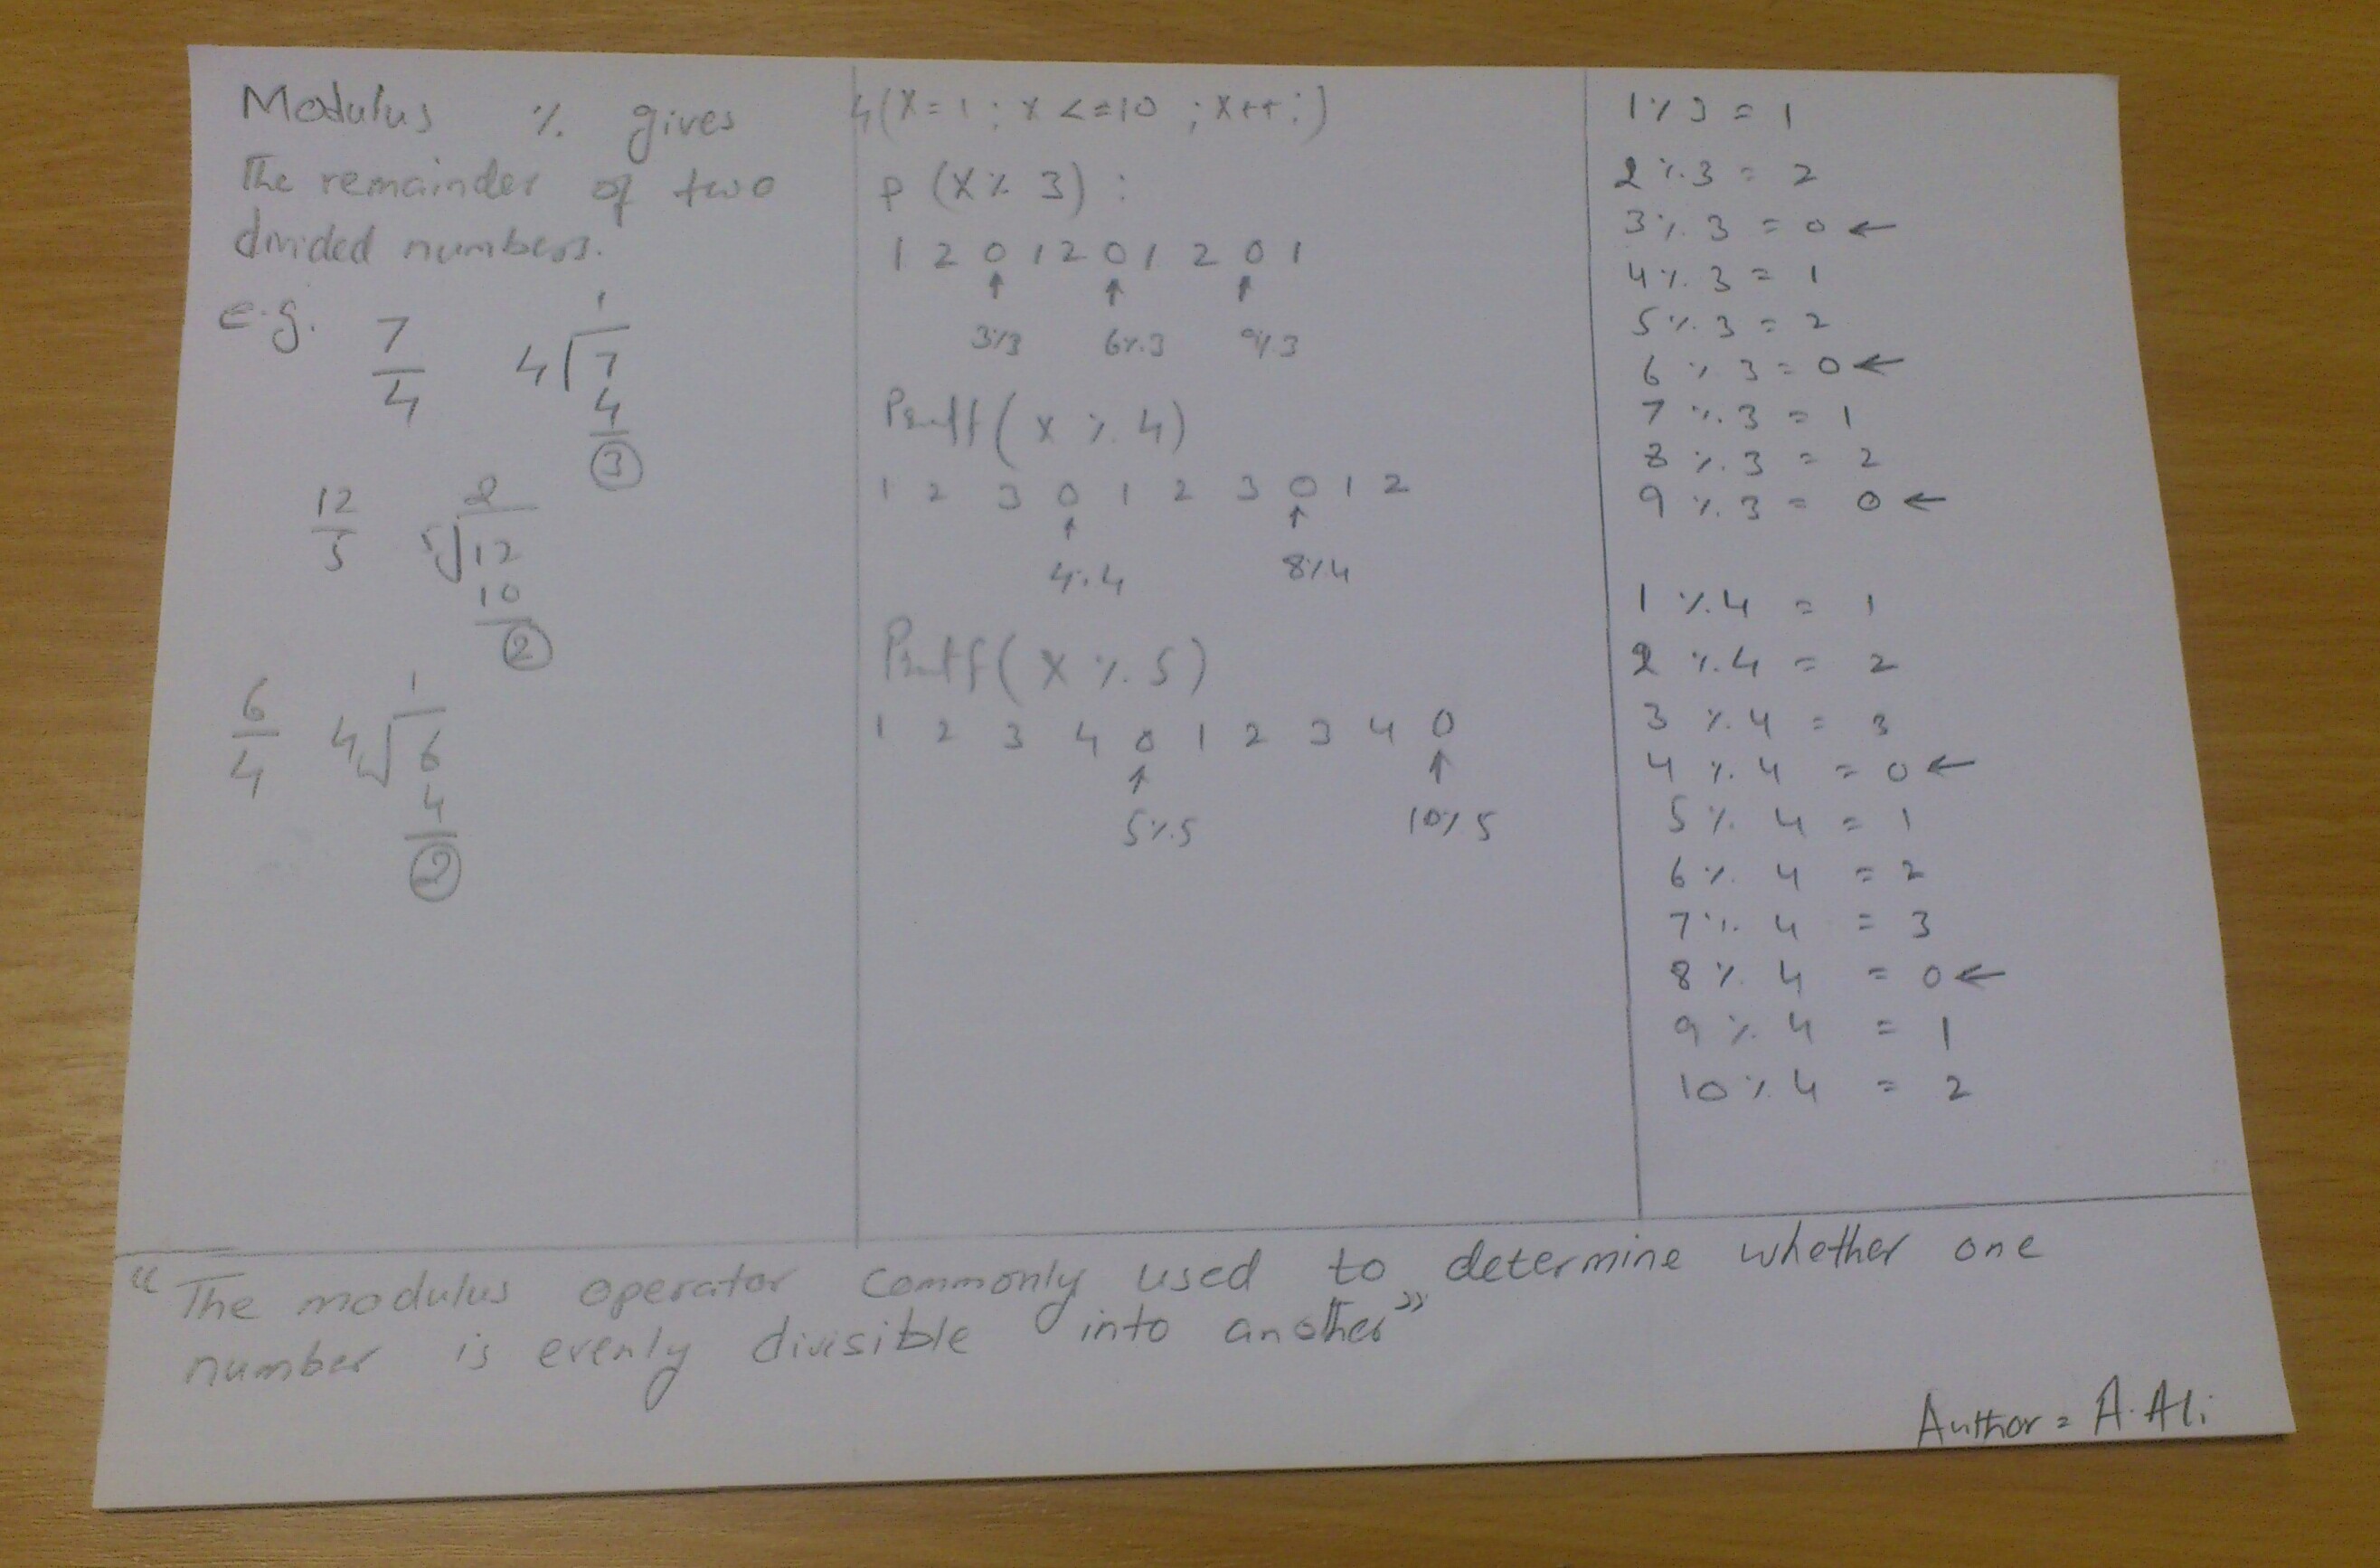 Modulus % gives
The remainder of two
divided numbers.
e.g.
7
4
1
4 7
4
3
12
5
2
5 12
10
2
6
4
1
4 6
4
2
(X=1 ; x <=10 ; x++;)
P (X % 3) :
1 2 0 1 2 0 1 2 0 1
↑ ↑ ↑
3%3 6%3 9%3
Printf( x % 4)
1 2 3 0 1 2 3 0 1 2
↑ ↑
4%4 8%4
Printf( X % 5)
1 2 3 4 0 1 2 3 4 0
↑ ↑
5%5 10%5
1%3 = 1
2%3 = 2
3%3 = 0 ←
4%3 = 1
5%3 = 2
6%3 = 0 ←
7%3 = 1
8%3 = 2
9%3 = 0 ←
1%4 = 1
2%4 = 2
3%4 = 3
4%4 = 0 ←
5%4 = 1
6%4 = 2
7%4 = 3
8%4 = 0 ←
9%4 = 1
10%4 = 2
“The modulus operator commonly used to determine whether one
number is evenly divisible into another”
Author = A. Ali